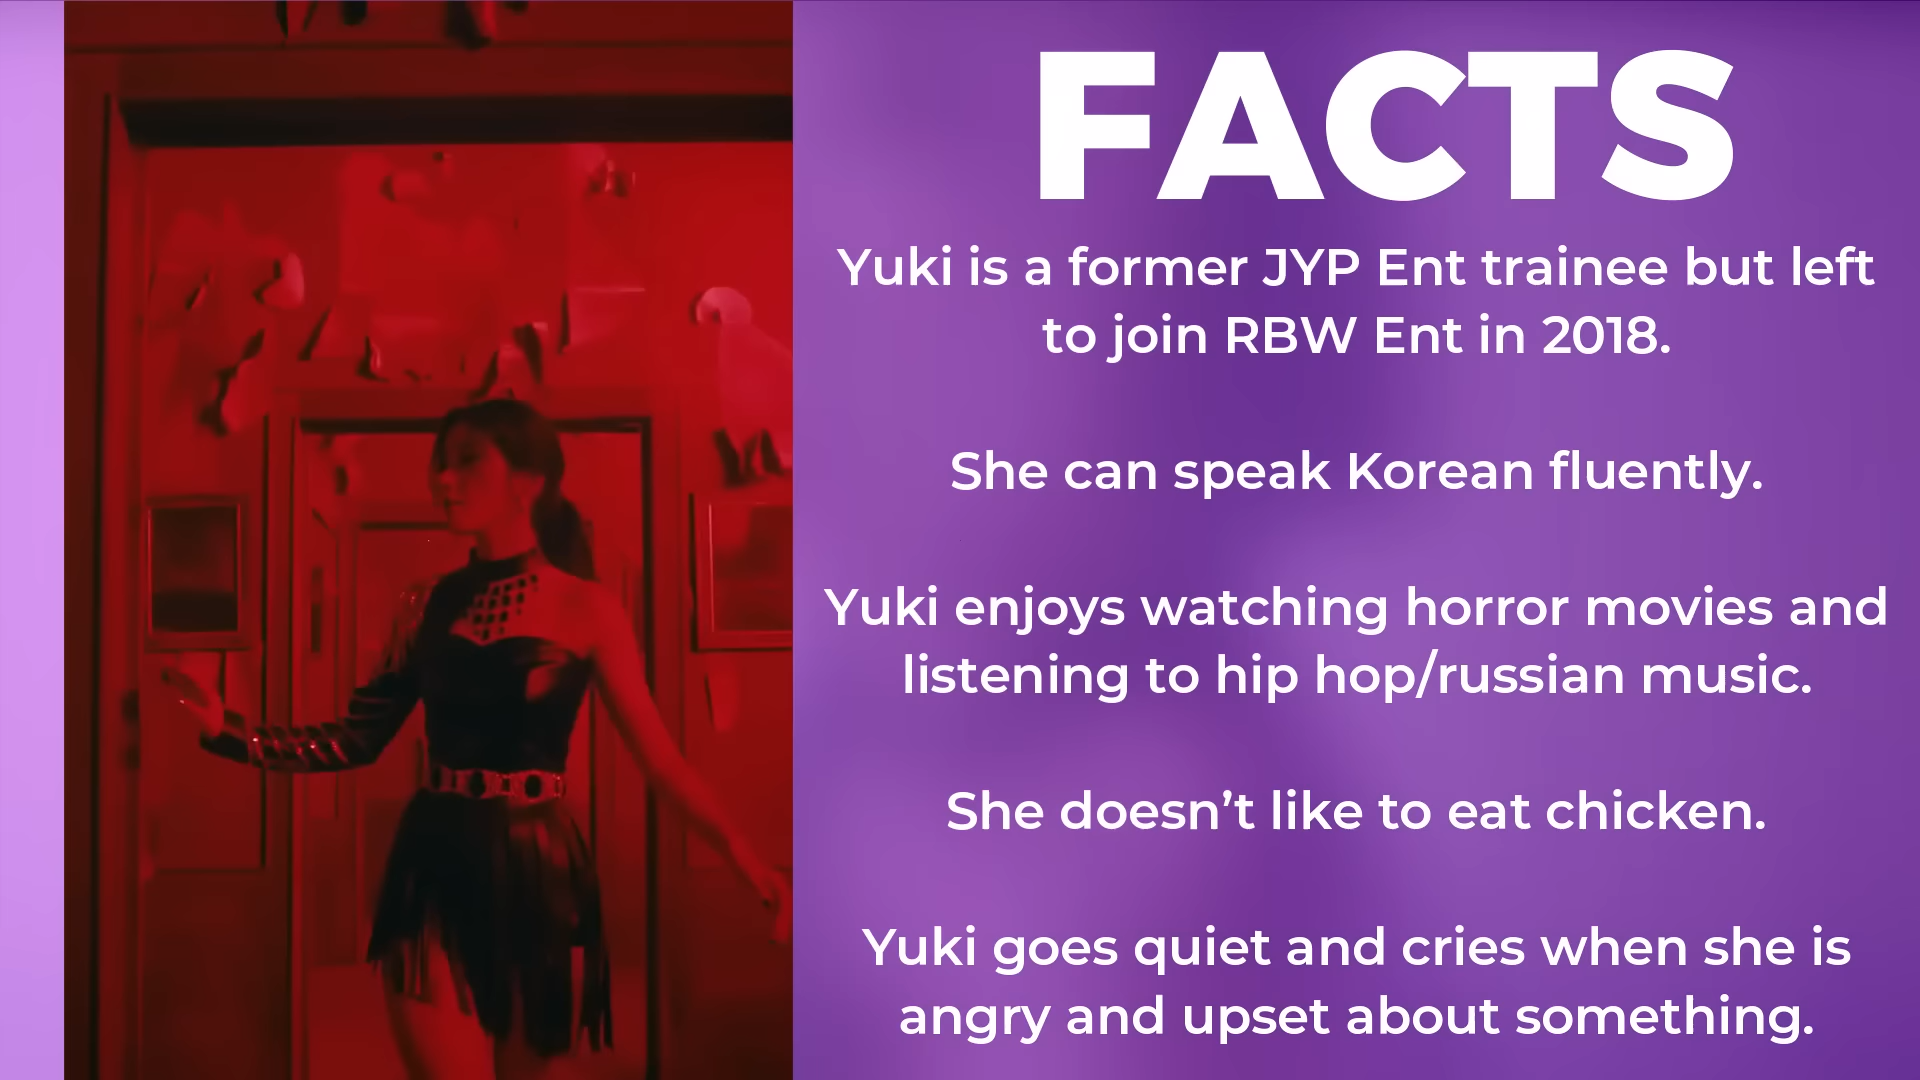 FACTS
Yuki is a former JYP Ent trainee but left
to join RBW Ent in 2018.
She can speak Korean fluently.
Yuki enjoys watching horror movies and
listening to hip hop/russian music.
She doesn’t like to eat chicken.
Yuki goes quiet and cries when she is
angry and upset about something.